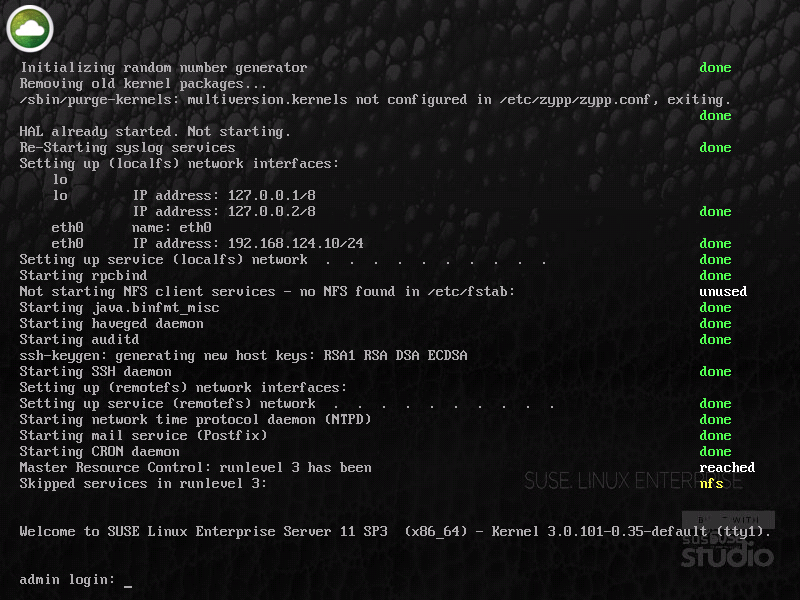 Initializing random number generator done
Removing old kernel packages...
/sbin/purge-kernels: multiversion.kernels not configured in /etc/zypp/zypp.conf, exiting.
done
HAL already started. Not starting.
Re-Starting syslog services done
Setting up (localfs) network interfaces:
lo
lo IP address: 127.0.0.1/8
IP address: 127.0.0.2/8 done
eth0 name: eth0
eth0 IP address: 192.168.124.10/24 done
Setting up service (localfs) network . . . . . . . . . . done
Starting rpcbind done
Not starting NFS client services - no NFS found in /etc/fstab: unused
Starting java.binfmt_misc done
Starting haveged daemon done
Starting auditd done
ssh-keygen: generating new host keys: RSA1 RSA DSA ECDSA
Starting SSH daemon done
Setting up (remotefs) network interfaces:
Setting up service (remotefs) network . . . . . . . . . . done
Starting network time protocol daemon (NTPD) done
Starting mail service (Postfix) done
Starting CRON daemon done
Master Resource Control: runlevel 3 has been reached
Skipped services in runlevel 3: nfs
SUSE. LINUX ENTERPRISE
BUILT WITH
Welcome to SUSE Linux Enterprise Server 11 SP3 (x86_64) - Kernel 3.0.101-0.35-default (tty1).
studio
admin login: _